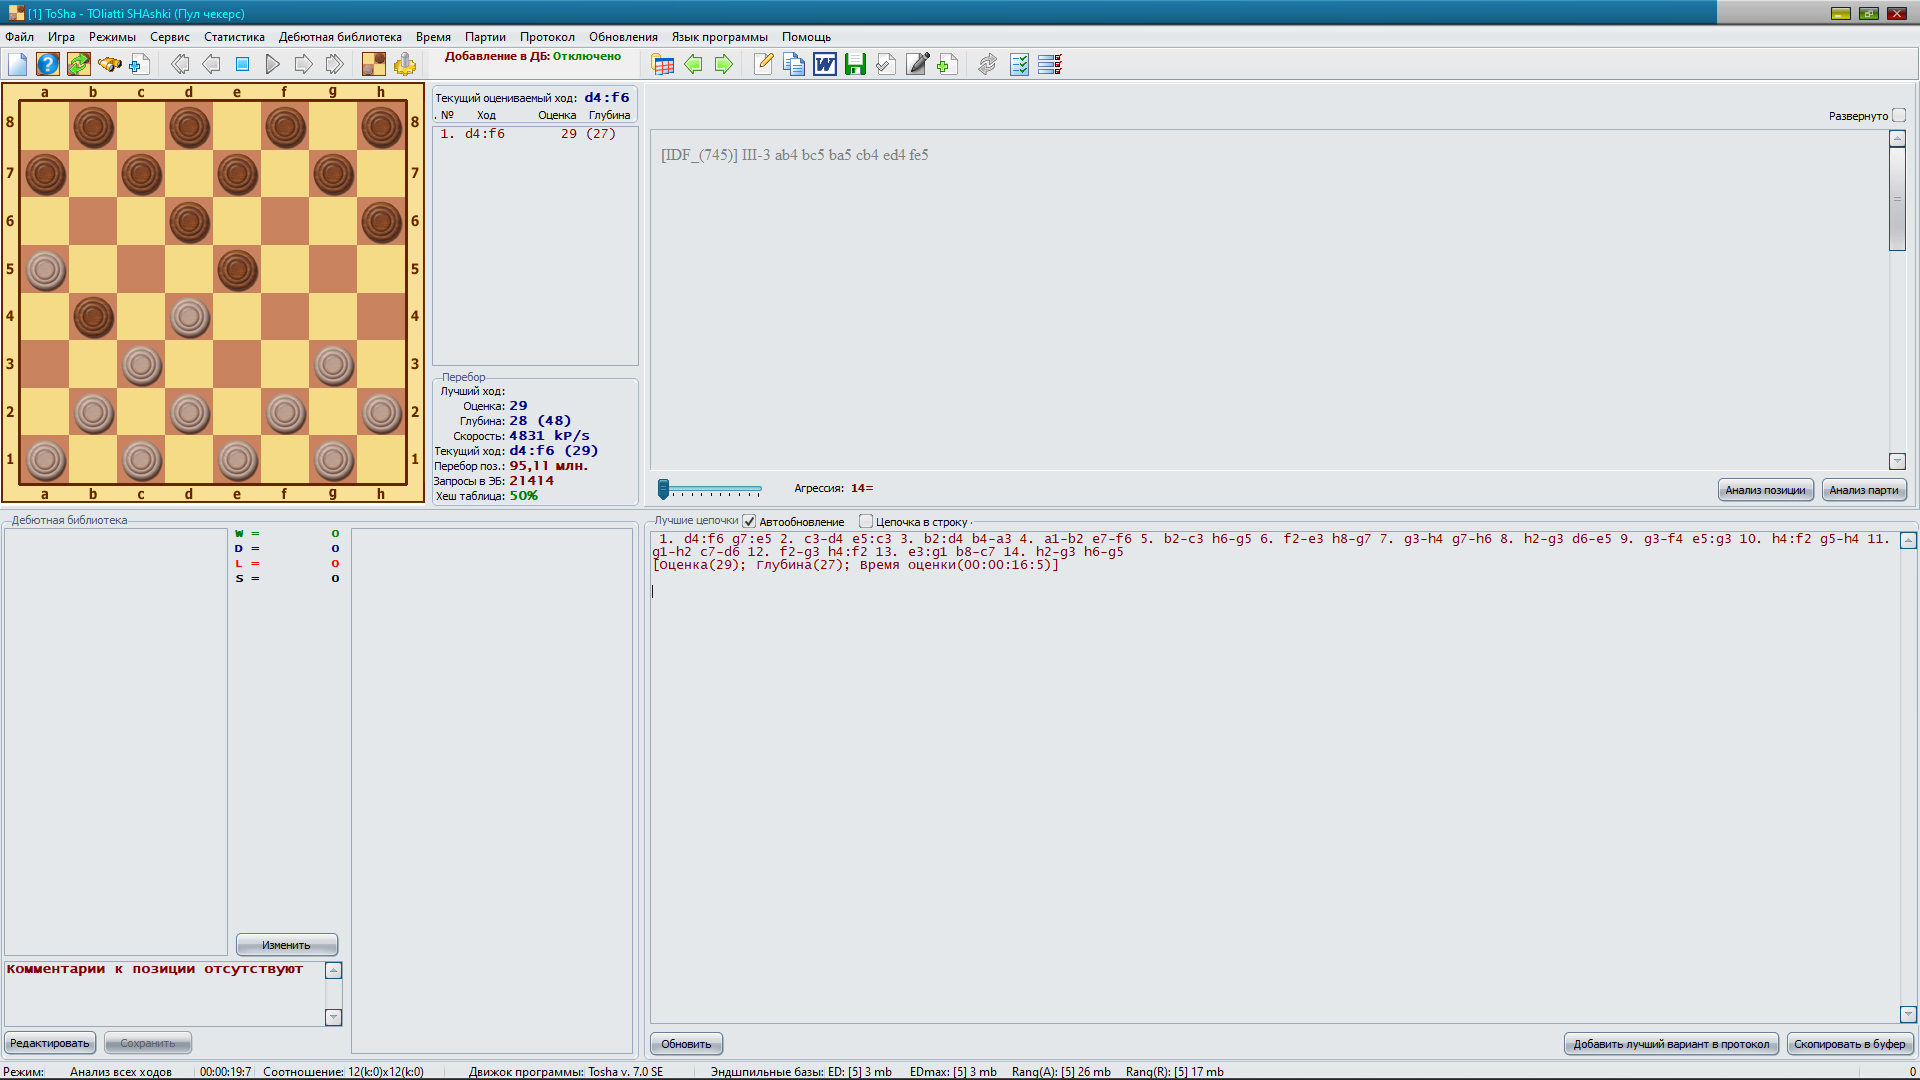 [1] ToSha - TOliatti SHAshki (Пул чекерс)
Файл Игра Режимы Сервис Статистика Дебютная библиотека Время Партии Протокол Обновления Язык программы Помощь
Добавление в ДБ: Отключено
a b c d e f g h
8 8
7 7
6 6
5 5
4 4
3 3
2 2
1 1
a b c d e f g h
Текущий оцениваемый ход: d4:f6
. № Ход Оценка Глубина
1. d4:f6 29 (27)
Перебор
Лучший ход:
Оценка: 29
Глубина: 28 (48)
Скорость: 4831 kP/s
Текущий ход: d4:f6 (29)
Перебор поз.: 95,11 млн.
Запросы в ЭБ: 21414
Хеш таблица: 50%
Развернуто
[IDF_(745)] III-3 ab4 bc5 ba5 cb4 ed4 fe5
Агрессия: 14=
Анализ позиции
Анализ парти
Дебютная библиотека
W = 0
D = 0
L = 0
S = 0
Изменить
Комментарии к позиции отсутствуют
Редактировать
Сохранить
Лучшие цепочки
Автообновление
Цепочка в строку
1. d4:f6 g7:e5 2. c3-d4 e5:c3 3. b2:d4 b4-a3 4. a1-b2 e7-f6 5. b2-c3 h6-g5 6. f2-e3 h8-g7 7. g3-h4 g7-h6 8. h2-g3 d6-e5 9. g3-f4 e5:g3 10. h4:f2 g5-h4 11.
g1-h2 c7-d6 12. f2-g3 h4:f2 13. e3:g1 b8-c7 14. h2-g3 h6-g5
[Оценка(29); Глубина(27); Время оценки(00:00:16:5)]
Обновить
Добавить лучший вариант в протокол
Скопировать в буфер
Режим: Анализ всех ходов 00:00:19:7 Соотношение: 12(k:0)x12(k:0) Движок программы: Tosha v. 7.0 SE Эндшпильные базы: ED: [5] 3 mb EDmax: [5] 3 mb Rang(A): [5] 26 mb Rang(R): [5] 17 mb 0